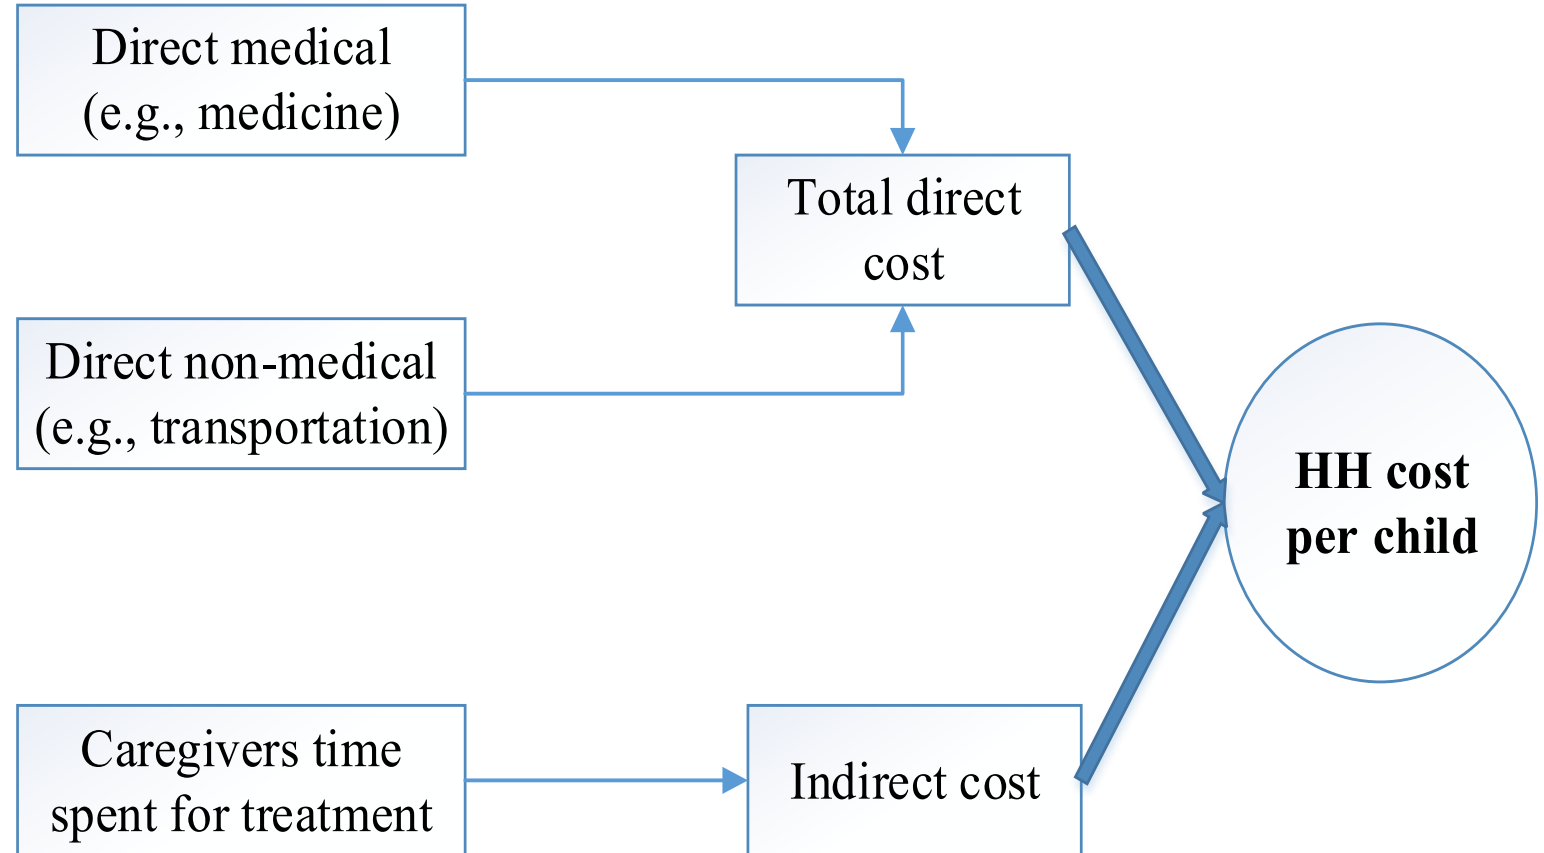 Direct medical
(e.g., medicine)
Total direct
cost
Direct non-medical
(e.g., transportation)
HH cost
per child
Caregivers time
spent for treatment
Indirect cost